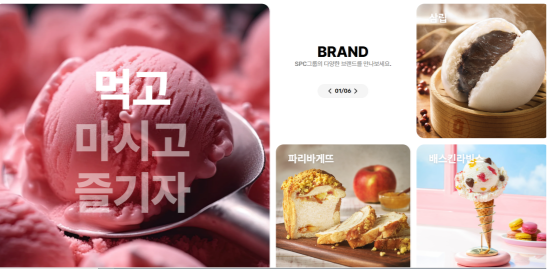 먹고
마시고
즐기자
BRAND
SPC그룹의 다양한 브랜드를 만나보세요.
01/06
삼립
파리바게뜨
배스킨라빈스